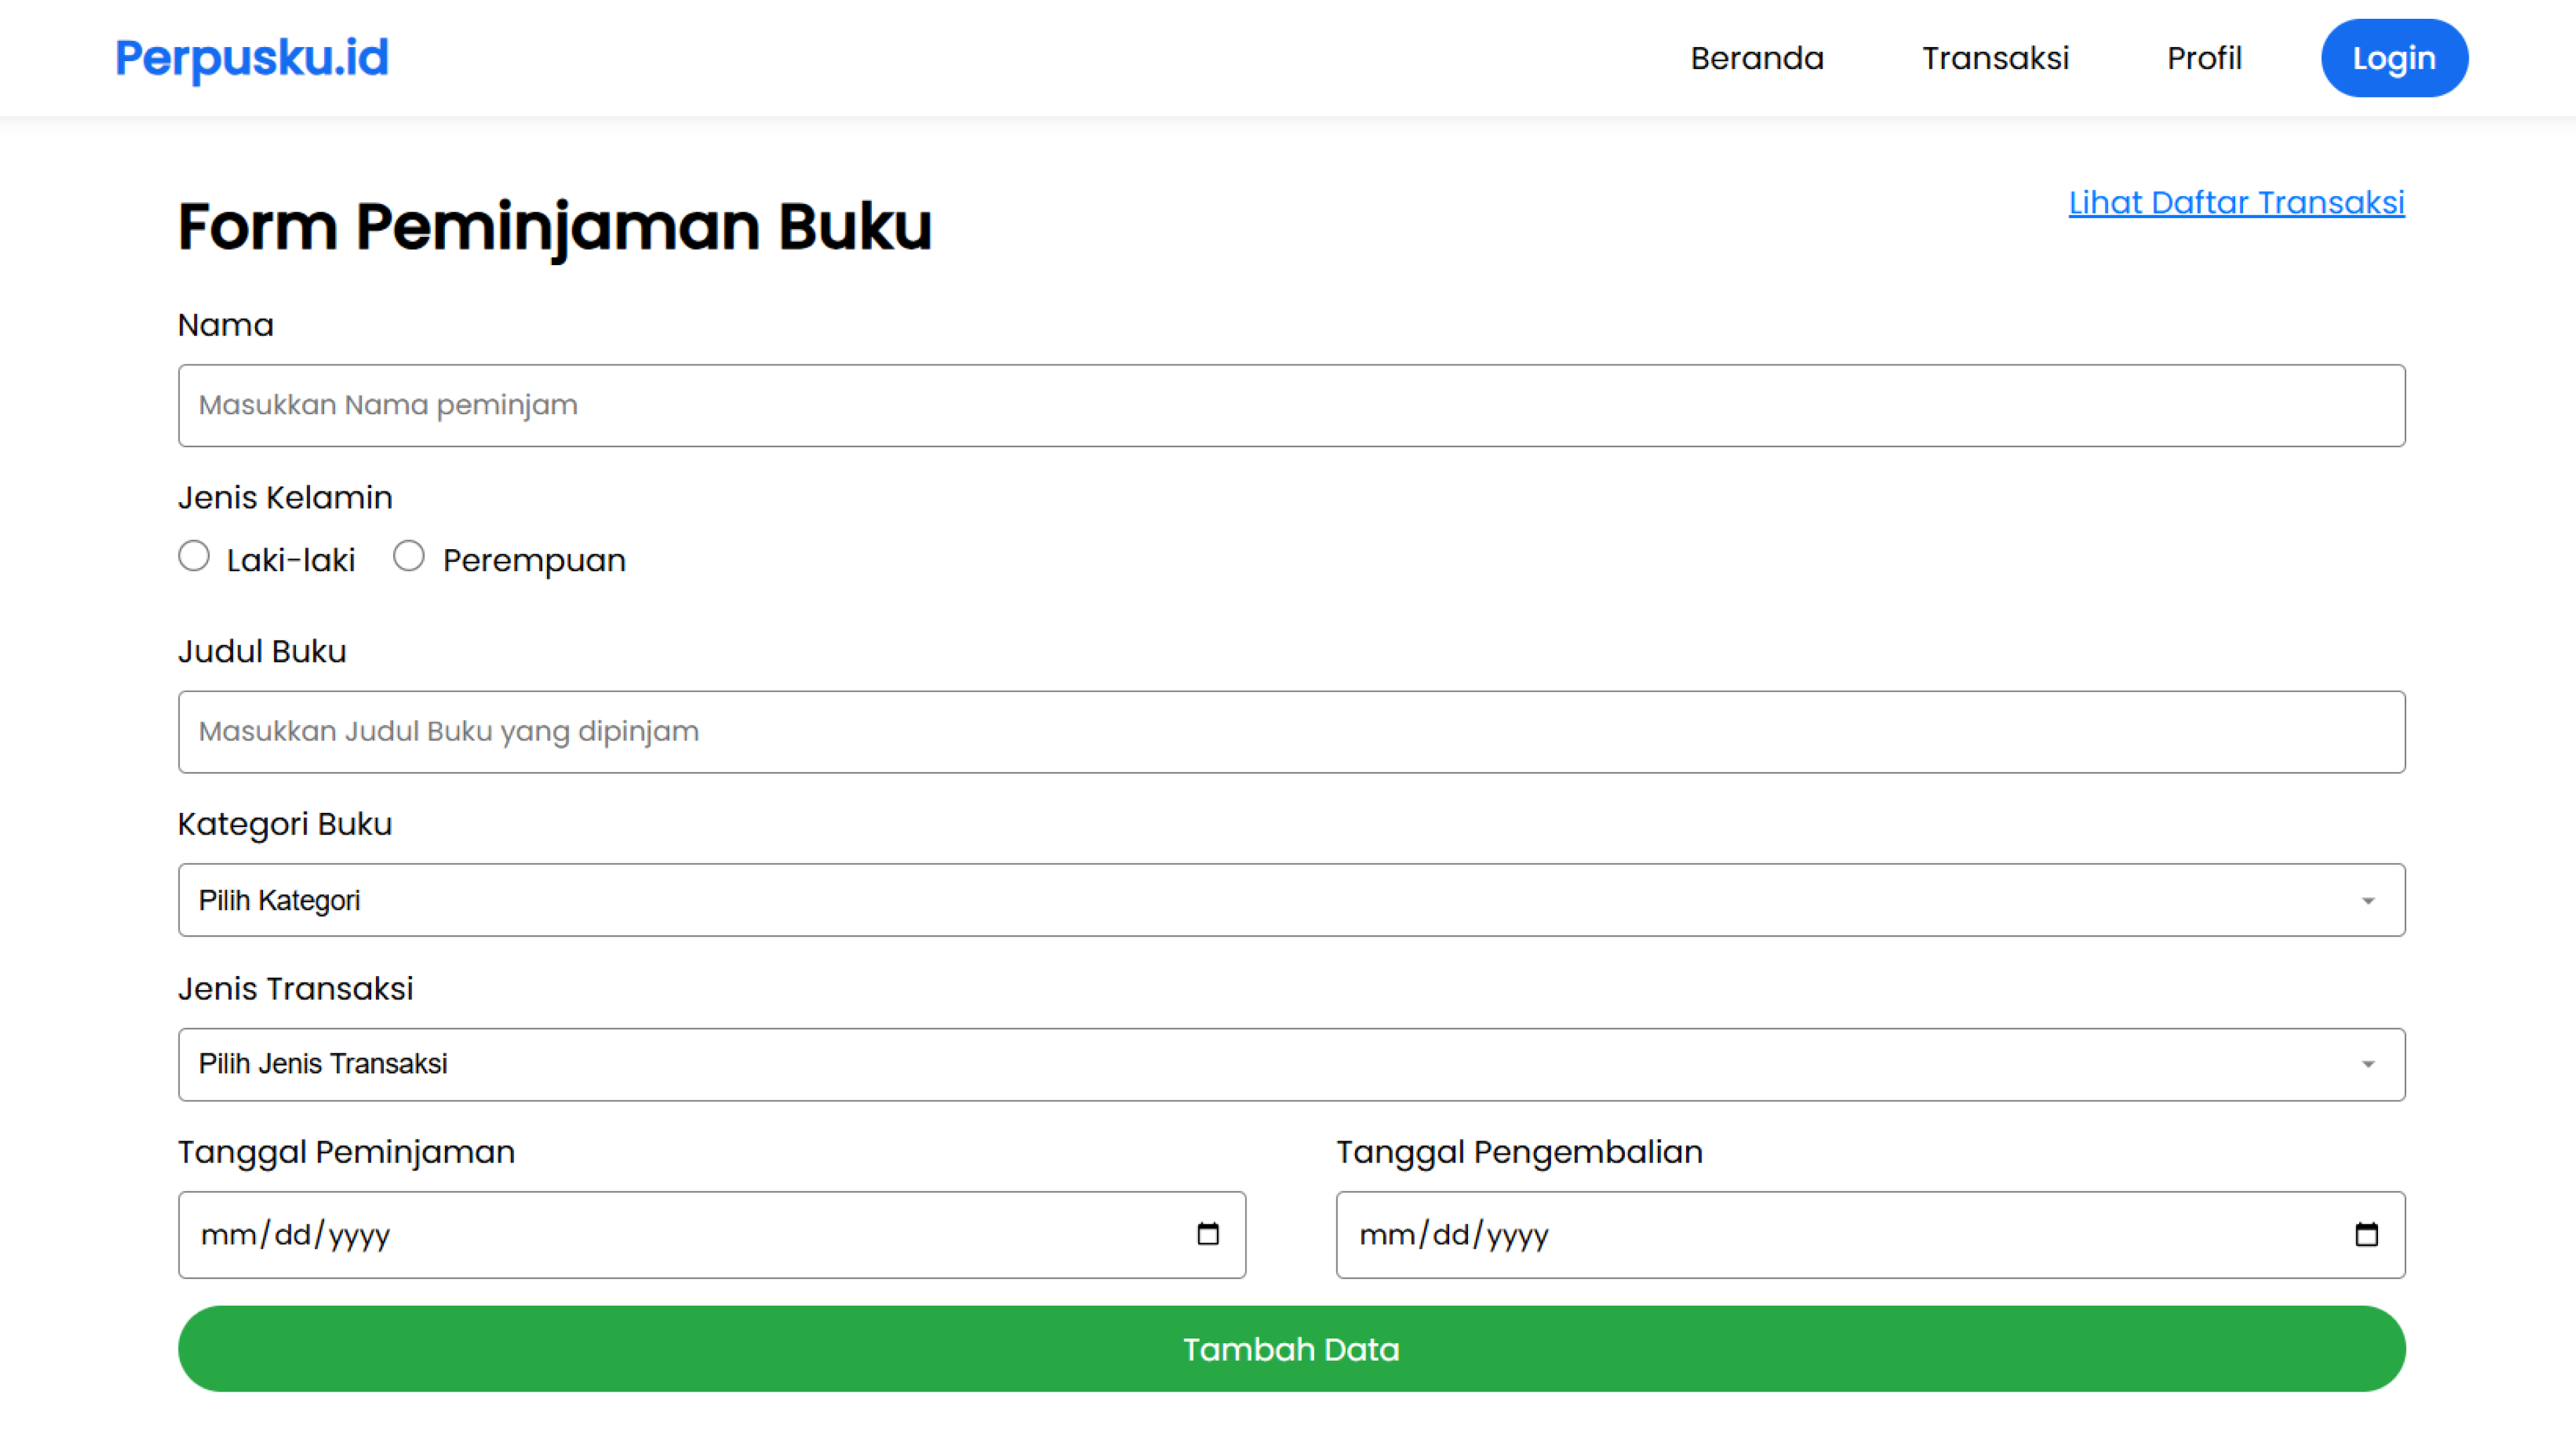 Perpusku.id
Beranda
Transaksi
Profil
Login
Form Peminjaman Buku
Lihat Daftar Transaksi
Nama
Masukkan Nama peminjam
Jenis Kelamin
Laki-laki
Perempuan
Judul Buku
Masukkan Judul Buku yang dipinjam
Kategori Buku
Pilih Kategori
Jenis Transaksi
Pilih Jenis Transaksi
Tanggal Peminjaman
Tanggal Pengembalian
mm/dd/yyyy
mm/dd/yyyy
Tambah Data